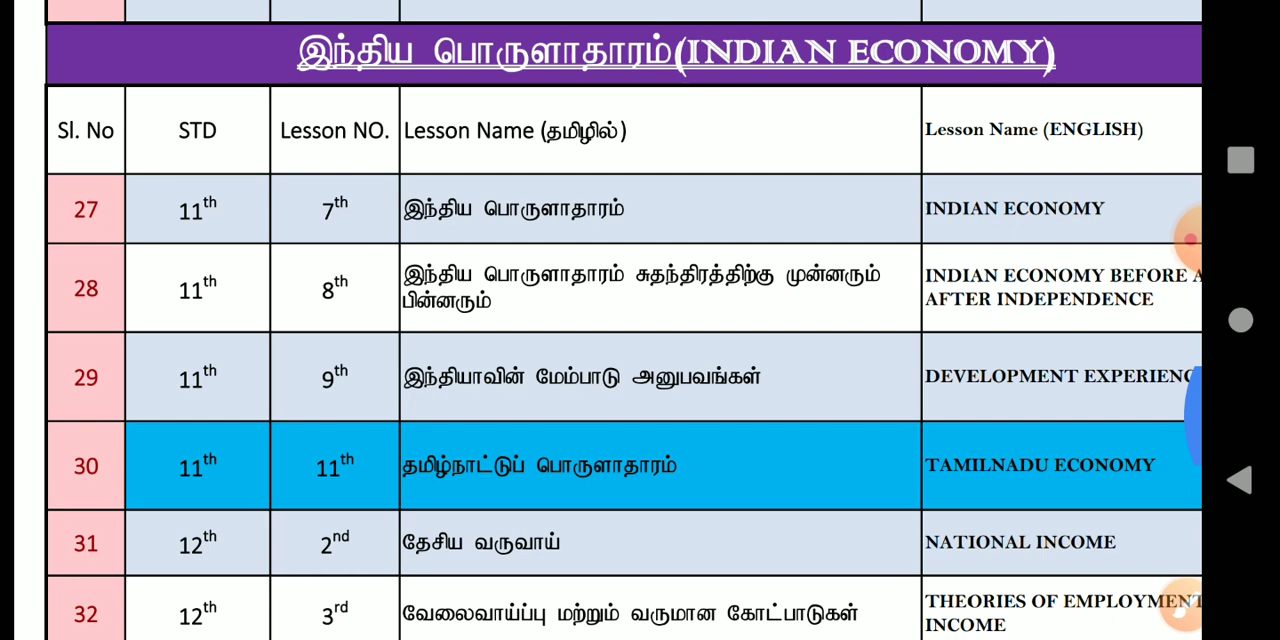 இந்திய பொருளாதாரம்(INDIAN ECONOMY)
Sl. No STD Lesson NO. Lesson Name (தமிழில்) Lesson Name (ENGLISH)
27 11th 7th இந்திய பொருளாதாரம் INDIAN ECONOMY
28 11th 8th இந்திய பொருளாதாரம் சுதந்திரத்திற்கு முன்னரும் INDIAN ECONOMY BEFORE
பின்னரும் AFTER INDEPENDENCE
29 11th 9th இந்தியாவின் மேம்பாடு அனுபவங்கள் DEVELOPMENT
30 11th 11th தமிழ்நாட்டுப் பொருளாதாரம் TAMILNADU ECONOMY
31 12th 2nd தேசிய வருவாய் NATIONAL INCOME
32 12th 3rd வேலைவாய்ப்பு மற்றும் வருமான கோட்பாடுகள் THEORIES OF EMPLOYMENT
INCOME